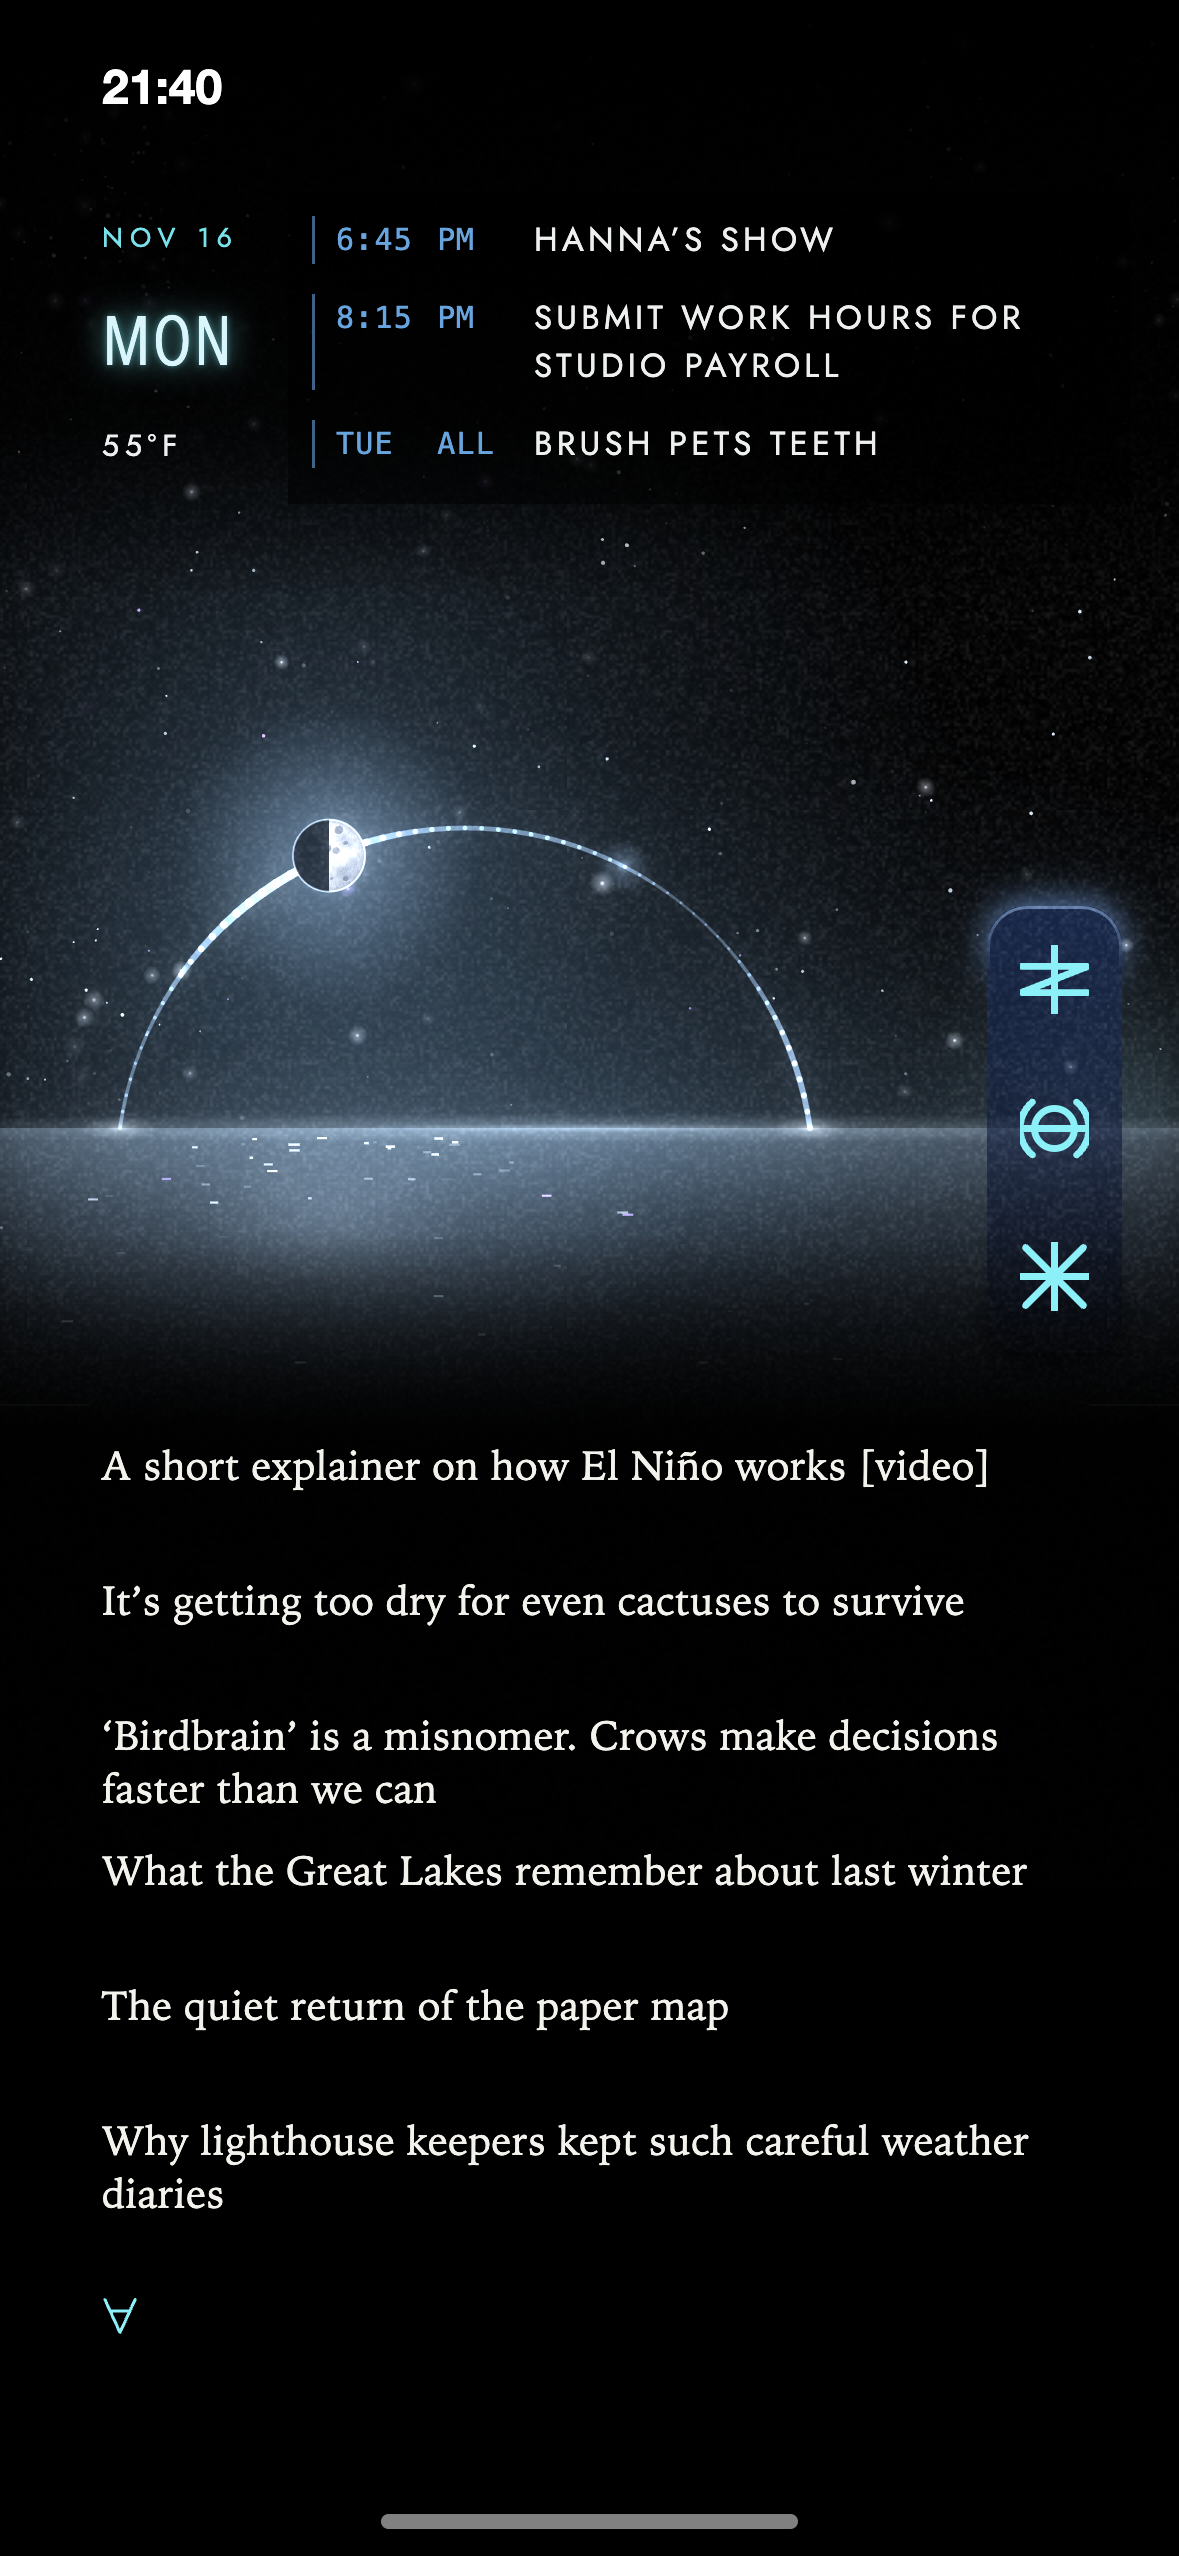 21:40
NOV 16
MON
55°F
6:45 PM HANNA’S SHOW
8:15 PM SUBMIT WORK HOURS FOR
STUDIO PAYROLL
TUE ALL BRUSH PETS TEETH
A short explainer on how El Niño works [video]
It’s getting too dry for even cactuses to survive
‘Birdbrain’ is a misnomer. Crows make decisions
faster than we can
What the Great Lakes remember about last winter
The quiet return of the paper map
Why lighthouse keepers kept such careful weather
diaries
∀